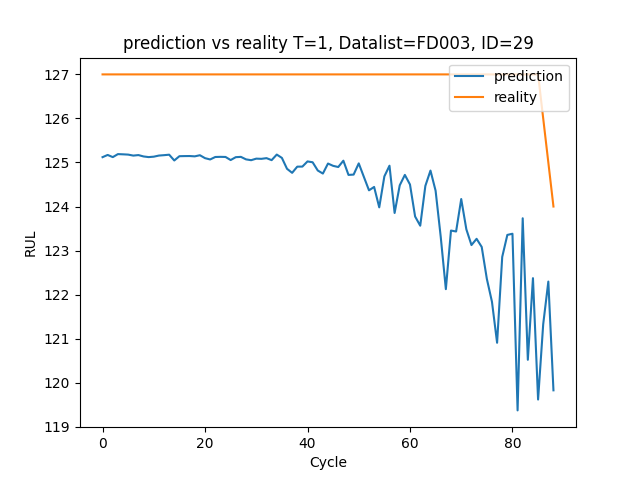 prediction vs reality T=1, Datalist=FD003, ID=29
prediction
reality
127
126
125
124
123
122
121
120
119
RUL
0 20 40 60 80
Cycle